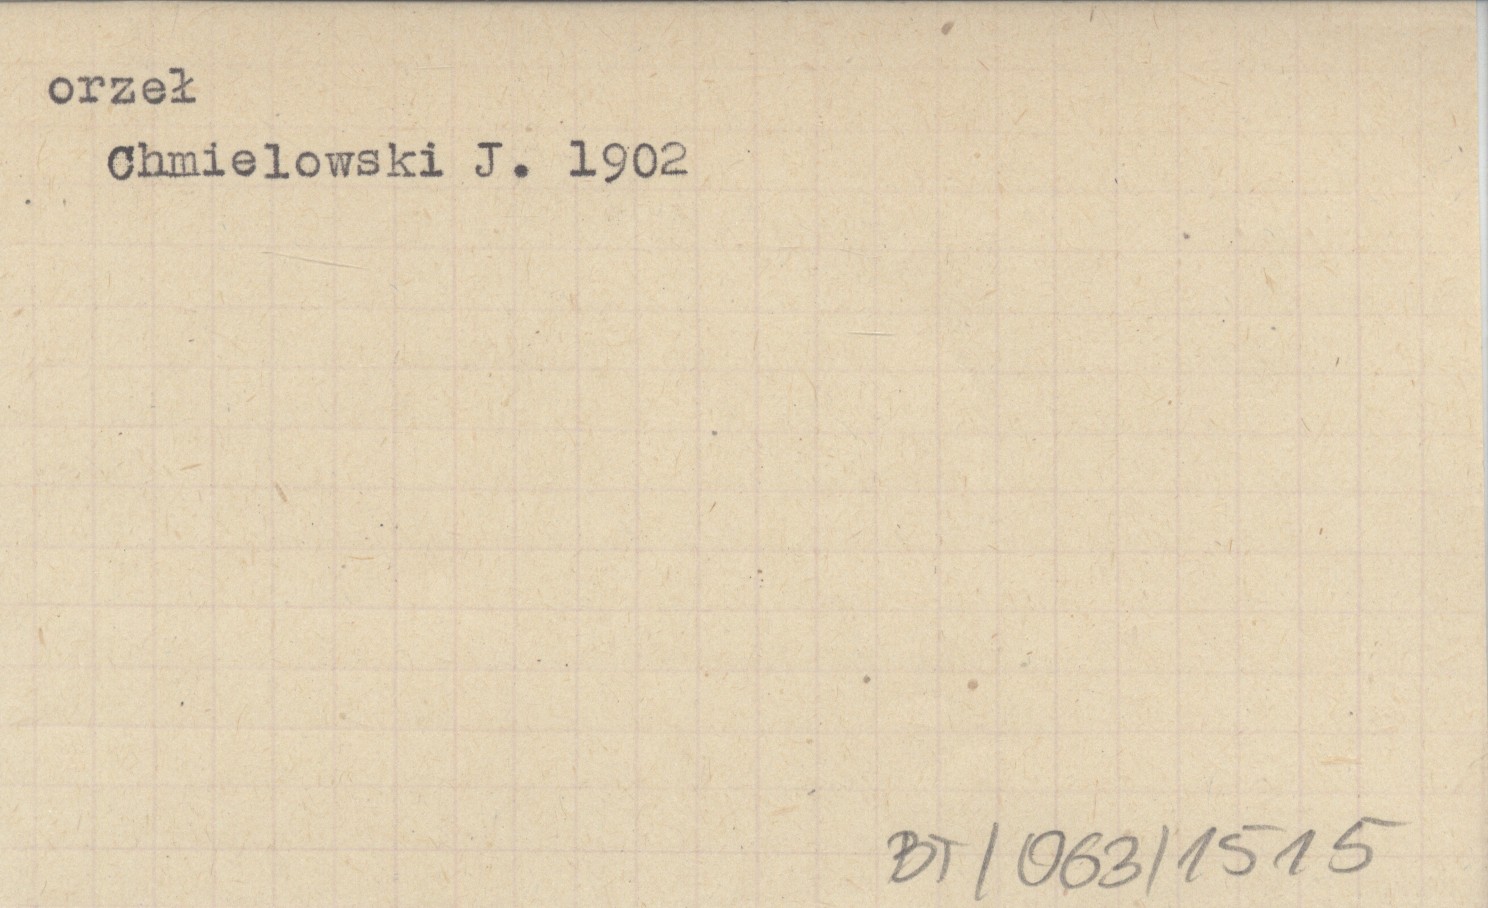 orzeł
Chmielowski J. 1902
BT/063/1515